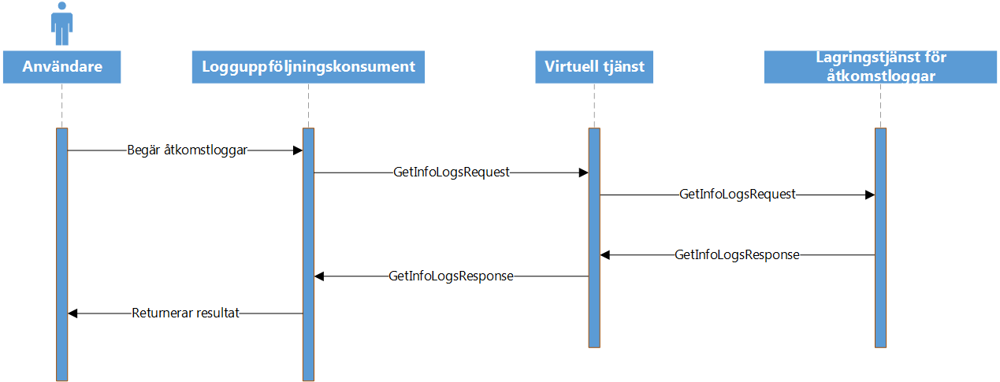 Användare
Logguppföljningskonsument
Virtuell tjänst
Lagringstjänst för
åtkomstloggar
Begär åtkomstloggar
GetInfoLogsRequest
GetInfoLogsRequest
GetInfoLogsResponse
GetInfoLogsResponse
Returnerar resultat